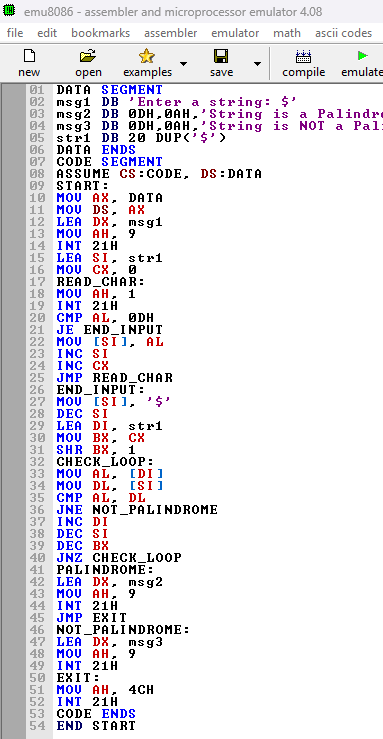 emu8086 - assembler and microprocessor emulator 4.08
file edit bookmarks assembler emulator math ascii codes
new open examples save compile emulate
01 DATA SEGMENT
02 msg1 DB 'Enter a string: $'
03 msg2 DB 0DH,0AH,'String is a Palindro
04 msg3 DB 0DH,0AH,'String is NOT a Pali
05 str1 DB 20 DUP('$')
06 DATA ENDS
07 CODE SEGMENT
08 ASSUME CS:CODE, DS:DATA
09 START:
10 MOV AX, DATA
11 MOV DS, AX
12 LEA DX, msg1
13 MOV AH, 9
14 INT 21H
15 LEA SI, str1
16 MOV CX, 0
17 READ_CHAR:
18 MOV AH, 1
19 INT 21H
20 CMP AL, 0DH
21 JE END_INPUT
22 MOV [SI], AL
23 INC SI
24 INC CX
25 JMP READ_CHAR
26 END_INPUT:
27 MOV [SI], '$'
28 DEC SI
29 LEA DI, str1
30 MOV BX, CX
31 SHR BX, 1
32 CHECK_LOOP:
33 MOV AL, [DI]
34 MOV DL, [SI]
35 CMP AL, DL
36 JNE NOT_PALINDROME
37 INC DI
38 DEC SI
39 DEC BX
40 JNZ CHECK_LOOP
41 PALINDROME:
42 LEA DX, msg2
43 MOV AH, 9
44 INT 21H
45 JMP EXIT
46 NOT_PALINDROME:
47 LEA DX, msg3
48 MOV AH, 9
49 INT 21H
50 EXIT:
51 MOV AH, 4CH
52 INT 21H
53 CODE ENDS
54 END START